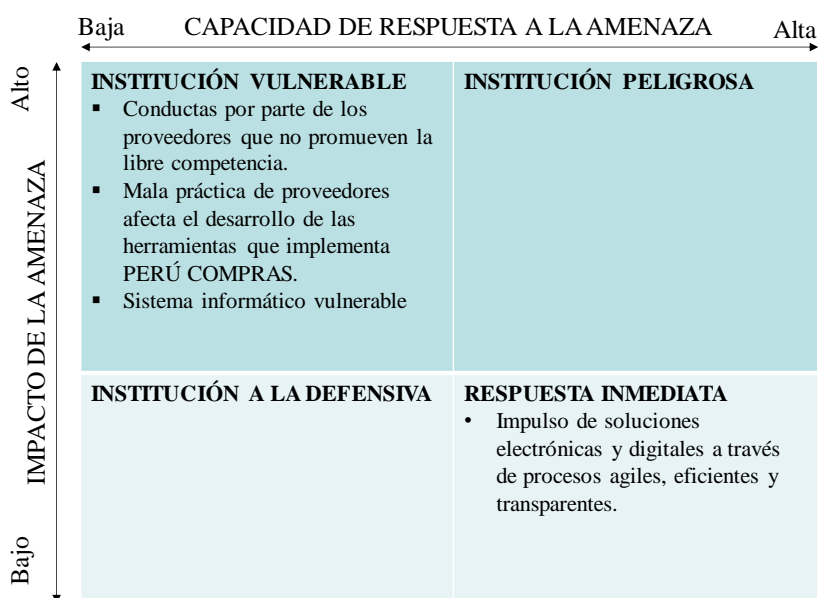 Baja CAPACIDAD DE RESPUESTA A LA AMENAZA Alta
Alto
IMPACTO DE LA AMENAZA
Bajo
INSTITUCIÓN VULNERABLE
▪ Conductas por parte de los
proveedores que no promueven la
libre competencia.
▪ Mala práctica de proveedores
afecta el desarrollo de las
herramientas que implementa
PERÚ COMPRAS.
▪ Sistema informático vulnerable
INSTITUCIÓN PELIGROSA
INSTITUCIÓN A LA DEFENSIVA
RESPUESTA INMEDIATA
• Impulso de soluciones
electrónicas y digitales a través
de procesos agiles, eficientes y
transparentes.